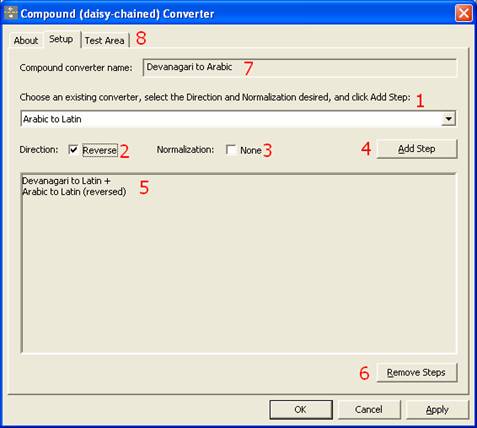 Compound (daisy-chained) Converter
About Setup Test Area 8
Compound converter name: Devanagari to Arabic 7
Choose an existing converter, select the Direction and Normalization desired, and click Add Step: 1
Arabic to Latin
Direction: Reverse 2 Normalization: None 3 4 Add Step
Devanagari to Latin +
Arabic to Latin (reversed) 5
6 Remove Steps
OK Cancel Apply